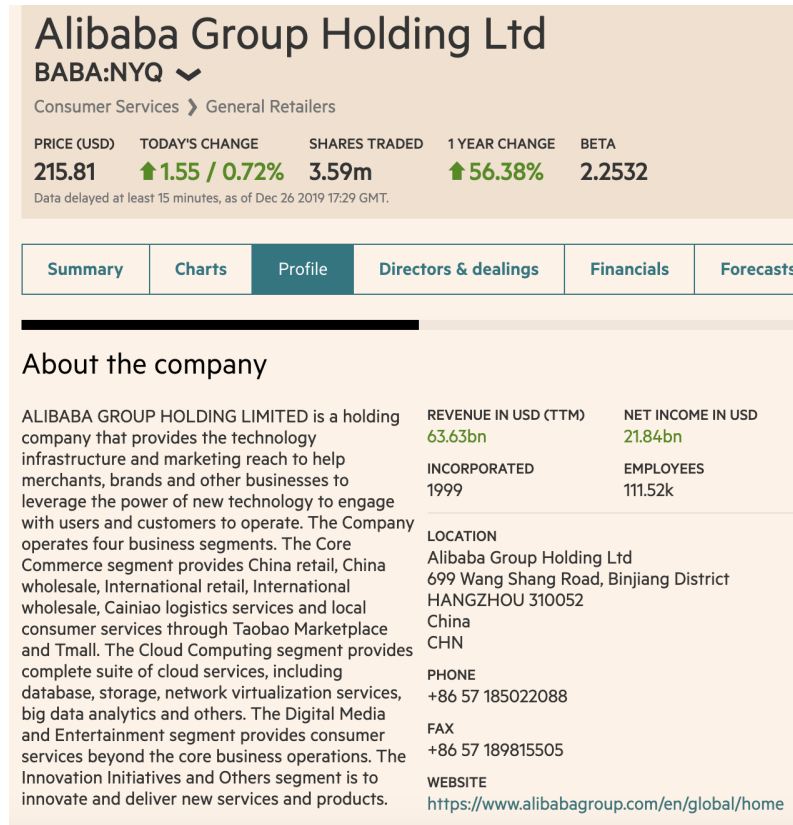 Alibaba Group Holding Ltd
BABA:NYQ
Consumer Services ❯ General Retailers
PRICE (USD) TODAY'S CHANGE SHARES TRADED 1 YEAR CHANGE BETA
215.81 1.55 / 0.72% 3.59m 56.38% 2.2532
Data delayed at least 15 minutes, as of Dec 26 2019 17:29 GMT.
Summary Charts Profile Directors & dealings Financials Forecasts
About the company
ALIBABA GROUP HOLDING LIMITED is a holding
company that provides the technology
infrastructure and marketing reach to help
merchants, brands and other businesses to
leverage the power of new technology to engage
with users and customers to operate. The Company
operates four business segments. The Core
Commerce segment provides China retail, China
wholesale, International retail, International
wholesale, Cainiao logistics services and local
consumer services through Taobao Marketplace
and Tmall. The Cloud Computing segment provides
complete suite of cloud services, including
database, storage, network virtualization services,
big data analytics and others. The Digital Media
and Entertainment segment provides consumer
services beyond the core business operations. The
Innovation Initiatives and Others segment is to
innovate and deliver new services and products.
REVENUE IN USD (TTM) NET INCOME IN USD
63.63bn 21.84bn
INCORPORATED EMPLOYEES
1999 111.52k
LOCATION
Alibaba Group Holding Ltd
699 Wang Shang Road, Binjiang District
HANGZHOU 310052
China
CHN
PHONE
+86 57 185022088
FAX
+86 57 189815505
WEBSITE
https://www.alibabagroup.com/en/global/home